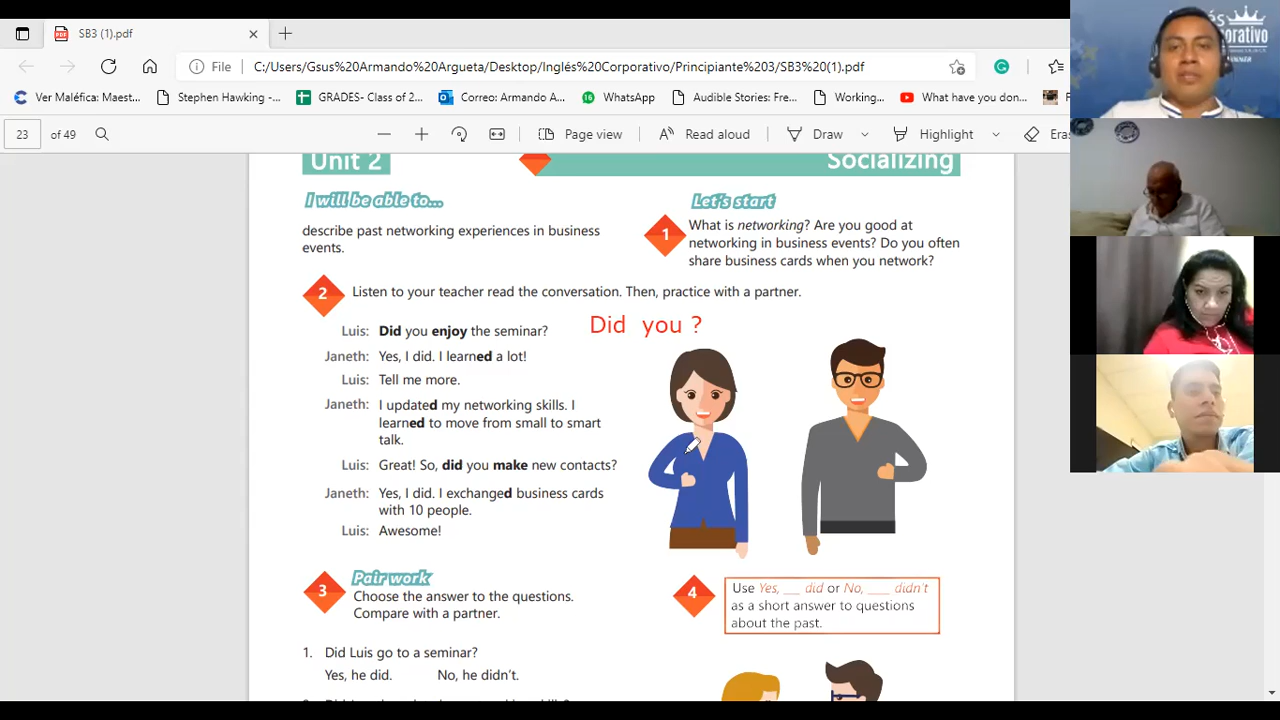 SB3 (1).pdf
File
C:/Users/Gsus%20Armando%20Argueta/Desktop/Inglés%20Corporativo/Principiante%203/SB3%20(1).pdf
Ver Maléfica: Maest...
Stephen Hawking -...
GRADES- Class of 2...
Correo: Armando A...
16
WhatsApp
Audible Stories: Fre...
Working...
What have you don...
23
of 49
Page view
Read aloud
Draw
Highlight
Unit 2
Socializing
I will be able to...
describe past networking experiences in business
events.
Let's start
1
What is networking? Are you good at
networking in business events? Do you often
share business cards when you network?
2
Listen to your teacher read the conversation. Then, practice with a partner.
Did you ?
Luis: Did you enjoy the seminar?
Janeth: Yes, I did. I learned a lot!
Luis: Tell me more.
Janeth: I updated my networking skills. I
learned to move from small to smart
talk.
Luis: Great! So, did you make new contacts?
Janeth: Yes, I did. I exchanged business cards
with 10 people.
Luis: Awesome!
3
Pair work
Choose the answer to the questions.
Compare with a partner.
4
Use Yes, __ did or No, ___ didn't
as a short answer to questions
about the past.
1. Did Luis go to a seminar?
Yes, he did. No, he didn't.